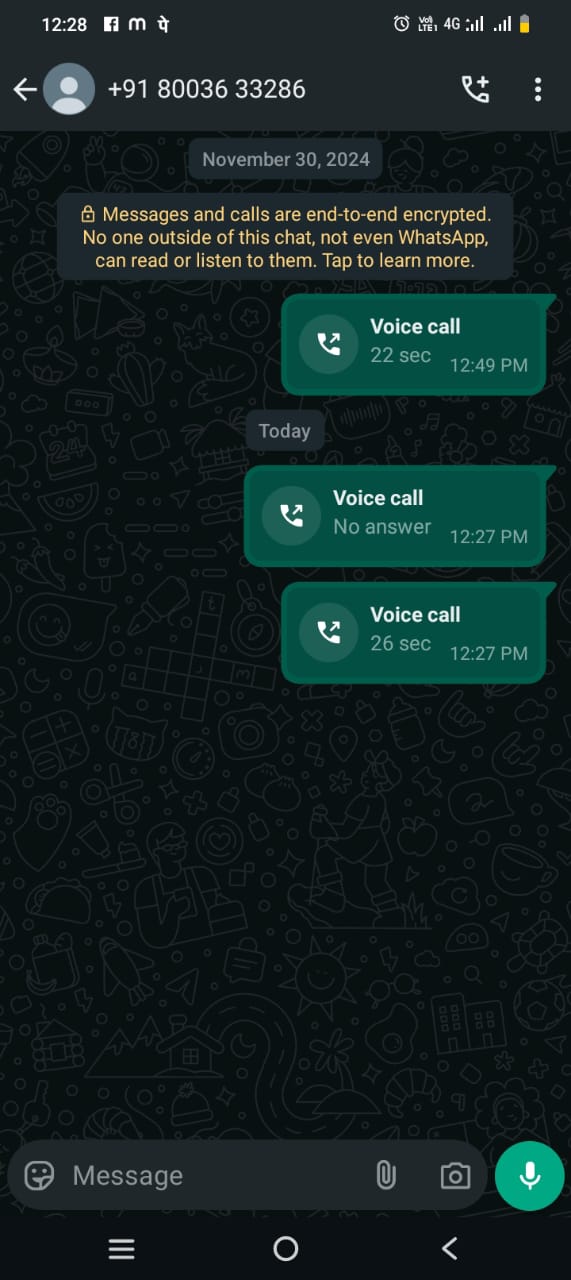 12:28 पे Vo) LTE1 4G
+91 80036 33286
November 30, 2024
Messages and calls are end-to-end encrypted.
No one outside of this chat, not even WhatsApp,
can read or listen to them. Tap to learn more.
Voice call
22 sec 12:49 PM
Today
Voice call
No answer 12:27 PM
Voice call
26 sec 12:27 PM
Message